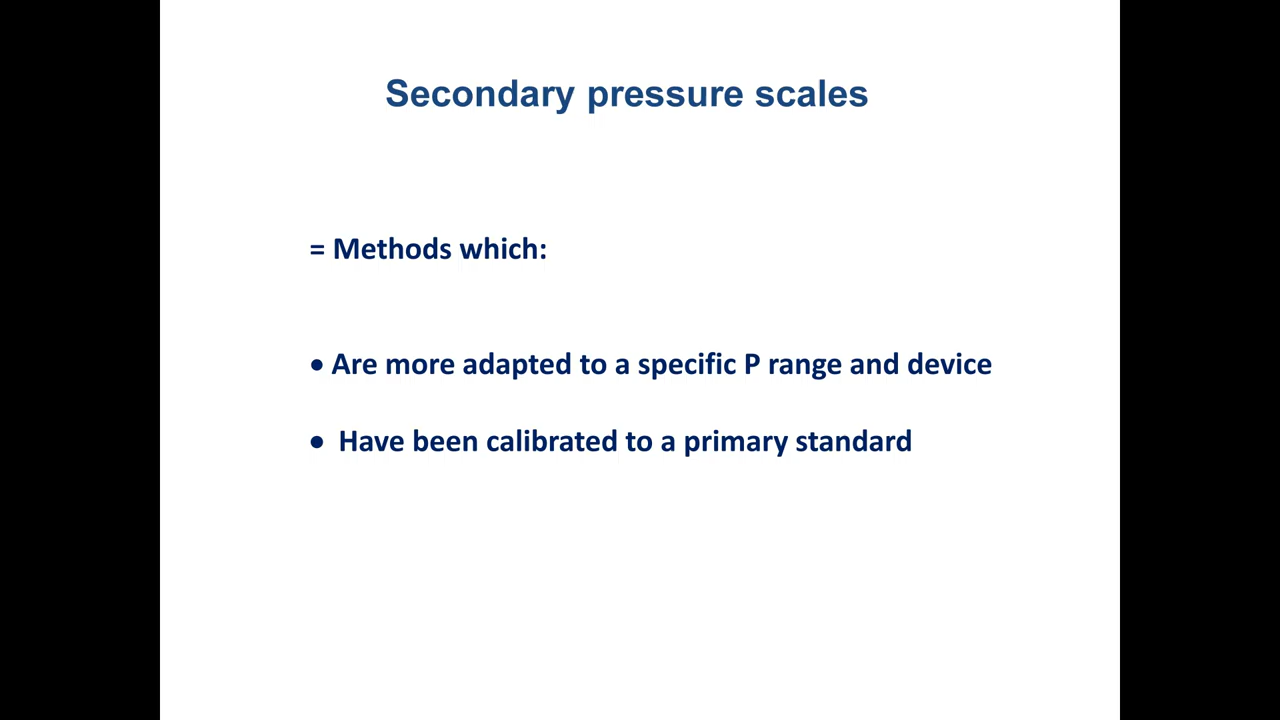 Secondary pressure scales
= Methods which:
• Are more adapted to a specific P range and device
• Have been calibrated to a primary standard